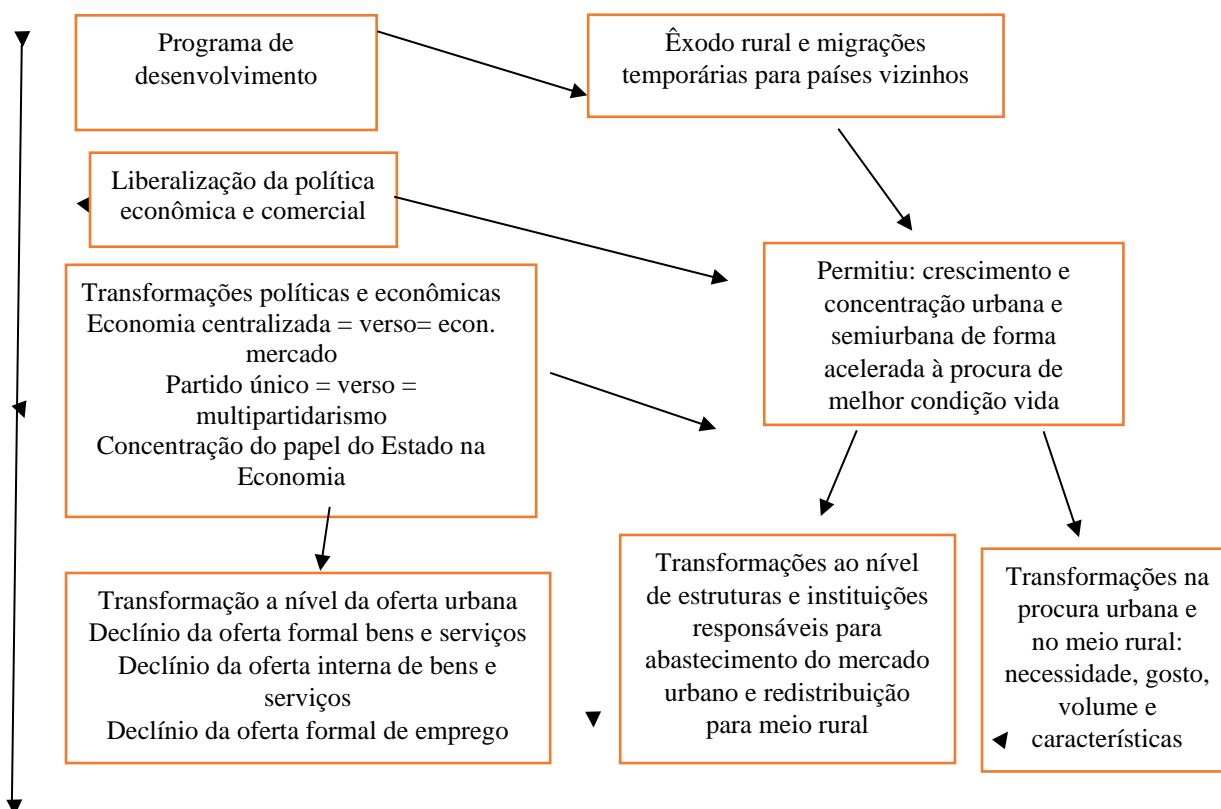 Programa de
desenvolvimento
Êxodo rural e migrações
temporárias para países vizinhos
Liberalização da política
econômica e comercial
Transformações políticas e econômicas
Economia centralizada = verso= econ.
mercado
Partido único = verso =
multipartidarismo
Concentração do papel do Estado na
Economia
Permitiu: crescimento e
concentração urbana e
semiurbana de forma
acelerada à procura de
melhor condição vida
Transformação a nível da oferta urbana
Declínio da oferta formal bens e serviços
Declínio da oferta interna de bens e
serviços
Declínio da oferta formal de emprego
Transformações ao nível
de estruturas e instituições
responsáveis para
abastecimento do mercado
urbano e redistribuição
para meio rural
Transformações na
procura urbana e
no meio rural:
necessidade, gosto,
volume e
características